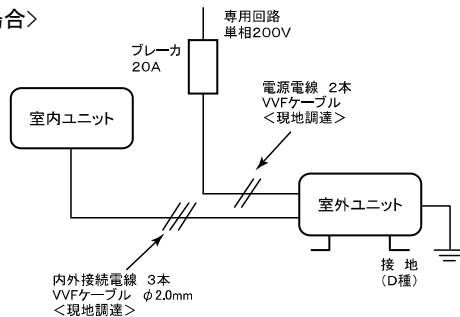 合>
専用回路
単相200V
ブレーカ
20A
電源電線 2本
VVFケーブル
<現地調達>
室内ユニット
室外ユニット
接 地
(D種)
内外接続電線 3本
VVFケーブル φ2.0mm
<現地調達>